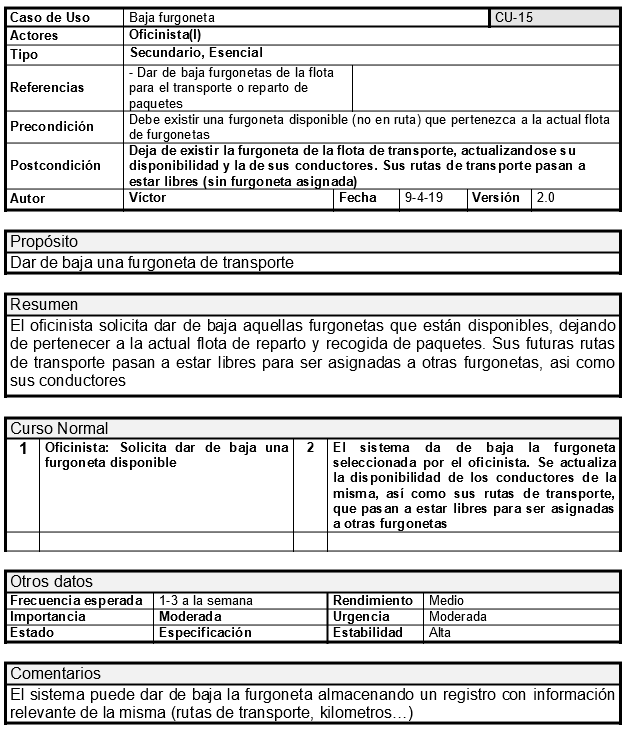 Caso de Uso Baja furgoneta CU-15
Actores Oficinista(I)
Tipo Secundario, Esencial
Referencias - Dar de baja furgonetas de la flota
para el transporte o reparto de
paquetes
Precondición Debe existir una furgoneta disponible (no en ruta) que pertenezca a la actual flota
de furgonetas
Postcondición Deja de existir la furgoneta de la flota de transporte, actualizandose su
disponibilidad y la de sus conductores. Sus rutas de transporte pasan a
estar libres (sin furgoneta asignada)
Autor Víctor Fecha 9-4-19 Versión 2.0
Propósito
Dar de baja una furgoneta de transporte
Resumen
El oficinista solicita dar de baja aquellas furgonetas que están disponibles, dejando
de pertenecer a la actual flota de reparto y recogida de paquetes. Sus futuras rutas
de transporte pasan a estar libres para ser asignadas a otras furgonetas, asi como
sus conductores
Curso Normal
1 Oficinista: Solicita dar de baja una
furgoneta disponible
2 El sistema da de baja la furgoneta
seleccionada por el oficinista. Se actualiza
la disponibilidad de los conductores de la
misma, así como sus rutas de transporte,
que pasan a estar libres para ser asignadas
a otras furgonetas
Otros datos
Frecuencia esperada 1-3 a la semana Rendimiento Medio
Importancia Moderada Urgencia Moderada
Estado Especificación Estabilidad Alta
Comentarios
El sistema puede dar de baja la furgoneta almacenando un registro con información
relevante de la misma (rutas de transporte, kilometros…)